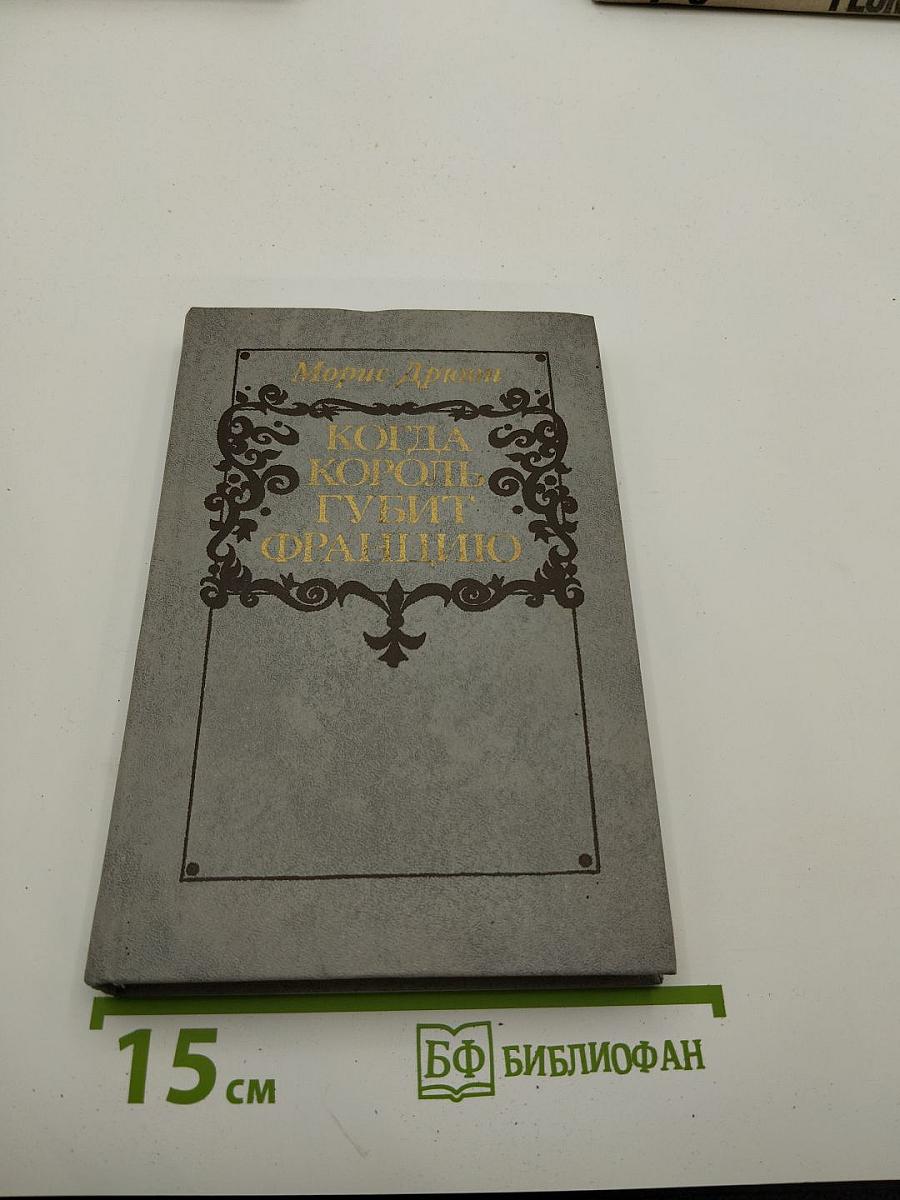 Морис Дрюон
КОГДА
КОРОЛЬ
ГУБИТ
ФРАНЦИЮ
15 см
БФ БИБЛИОФАН